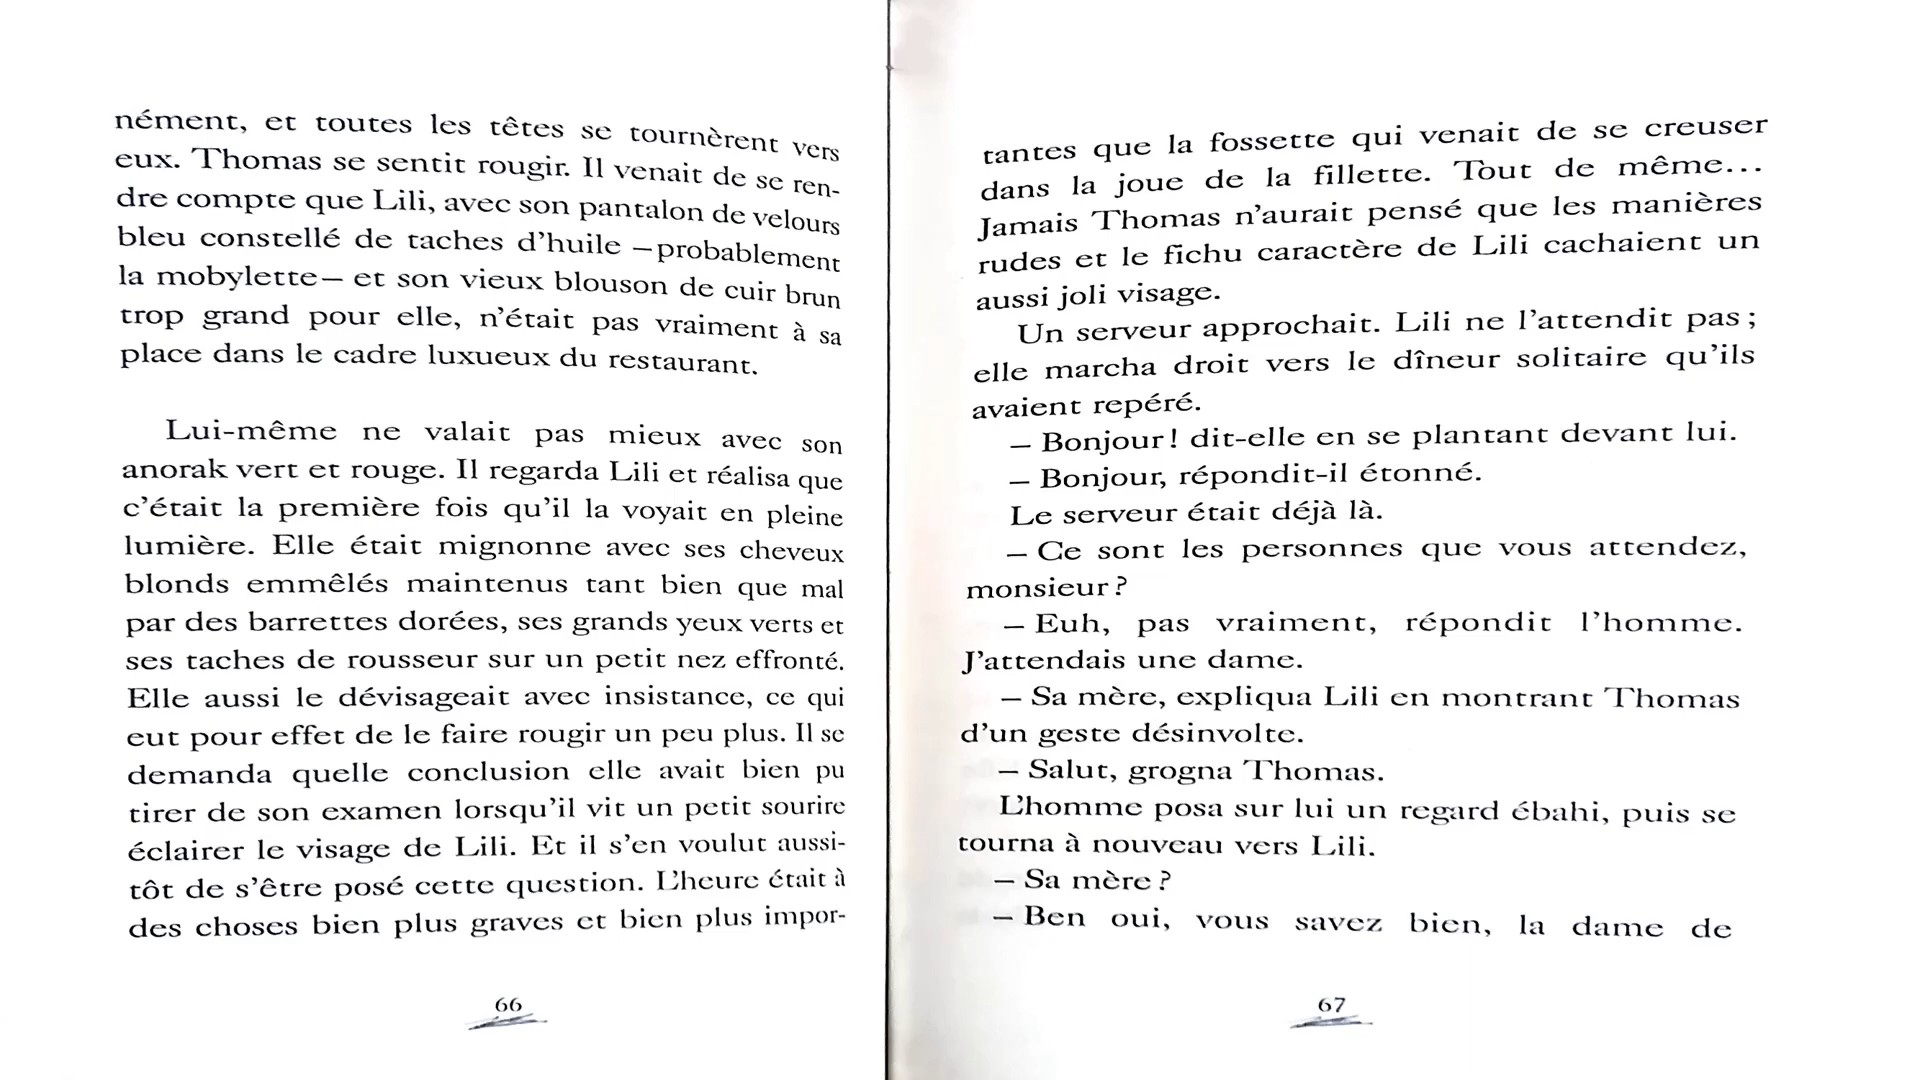 nément, et toutes les têtes se tournèrent vers
eux. Thomas se sentit rougir. Il venait de se ren-
dre compte que Lili, avec son pantalon de velours
bleu constellé de taches d'huile –probablement
la mobylette– et son vieux blouson de cuir brun
trop grand pour elle, n'était pas vraiment à sa
place dans le cadre luxueux du restaurant.
Lui-même ne valait pas mieux avec son
anorak vert et rouge. Il regarda Lili et réalisa que
c'était la première fois qu'il la voyait en pleine
lumière. Elle était mignonne avec ses cheveux
blonds emmêlés maintenus tant bien que mal
par des barrettes dorées, ses grands yeux verts et
ses taches de rousseur sur un petit nez effronté.
Elle aussi le dévisageait avec insistance, ce qui
eut pour effet de le faire rougir un peu plus. Il se
demanda quelle conclusion elle avait bien pu
tirer de son examen lorsqu'il vit un petit sourire
éclairer le visage de Lili. Et il s'en voulut aussi-
tôt de s'être posé cette question. L'heure était à
des choses bien plus graves et bien plus impor-
66
tantes que la fossette qui venait de se creuser
dans la joue de la fillette. Tout de même...
Jamais Thomas n'aurait pensé que les manières
rudes et le fichu caractère de Lili cachaient un
aussi joli visage.
Un serveur approchait. Lili ne l'attendit pas ;
elle marcha droit vers le dîneur solitaire qu'ils
avaient repéré.
– Bonjour ! dit-elle en se plantant devant lui.
– Bonjour, répondit-il étonné.
Le serveur était déjà là.
– Ce sont les personnes que vous attendez,
monsieur ?
– Euh, pas vraiment, répondit l'homme.
J'attendais une dame.
– Sa mère, expliqua Lili en montrant Thomas
d'un geste désinvolte.
– Salut, grogna Thomas.
L'homme posa sur lui un regard ébahi, puis se
tourna à nouveau vers Lili.
– Sa mère ?
– Ben oui, vous savez bien, la dame de
67